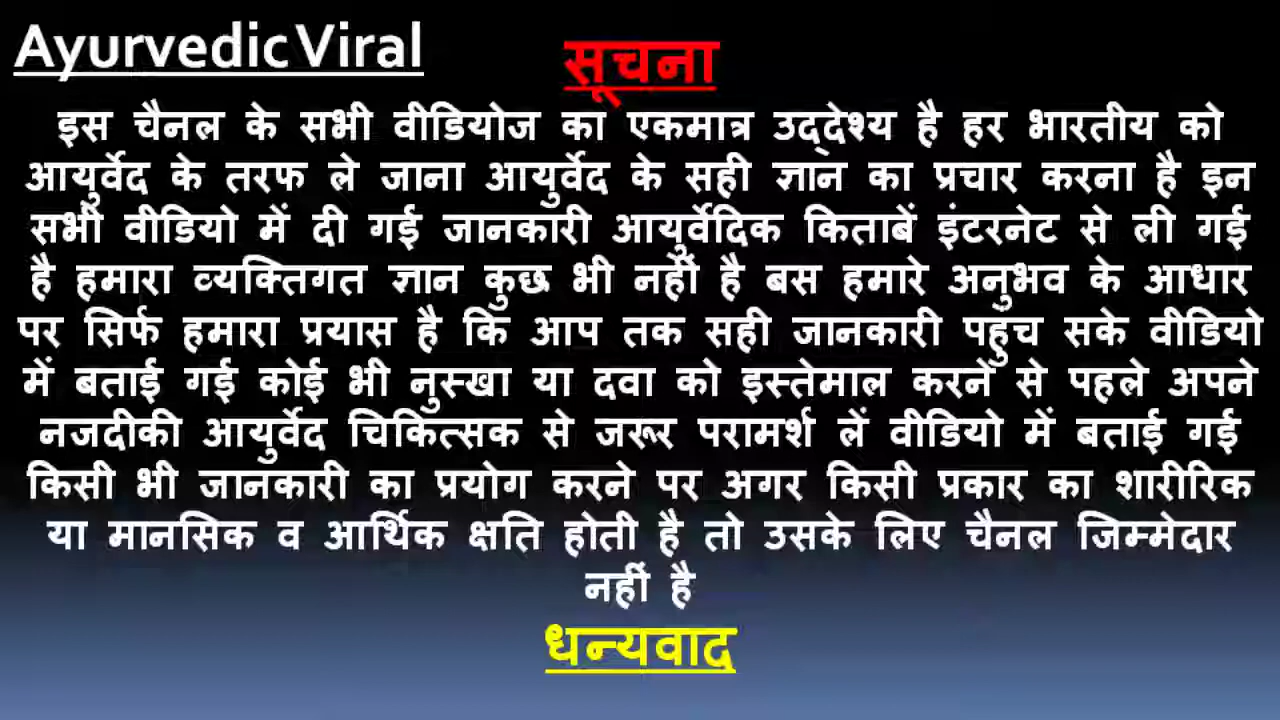 Ayurvedic Viral
सूचना
इस चैनल के सभी वीडियोज का एकमात्र उद्देश्य है हर भारतीय को
आयुर्वेद के तरफ ले जाना आयुर्वेद के सही ज्ञान का प्रचार करना है इन
सभी वीडियो में दी गई जानकारी आयुर्वेदिक किताबें इंटरनेट से ली गई
है हमारा व्यक्तिगत ज्ञान कुछ भी नहीं है बस हमारे अनुभव के आधार
पर सिर्फ हमारा प्रयास है कि आप तक सही जानकारी पहुंच सके वीडियो
में बताई गई कोई भी नुस्खा या दवा को इस्तेमाल करने से पहले अपने
नजदीकी आयुर्वेद चिकित्सक से जरूर परामर्श लें वीडियो में बताई गई
किसी भी जानकारी का प्रयोग करने पर अगर किसी प्रकार का शारीरिक
या मानसिक व आर्थिक क्षति होती है तो उसके लिए चैनल जिम्मेदार
नहीं है
धन्यवाद